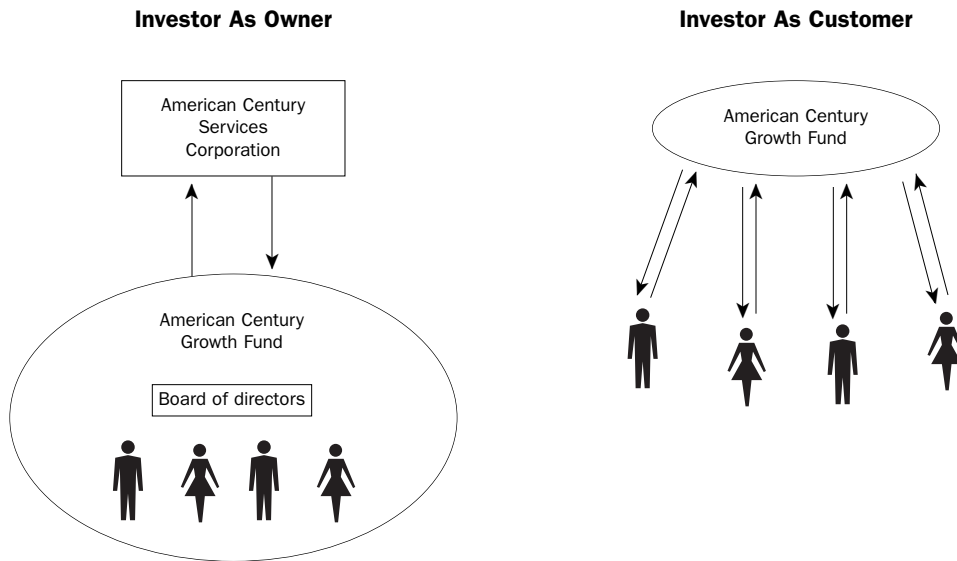 Investor As Owner
American Century
Services
Corporation
American Century
Growth Fund
Board of directors
Investor As Customer
American Century
Growth Fund